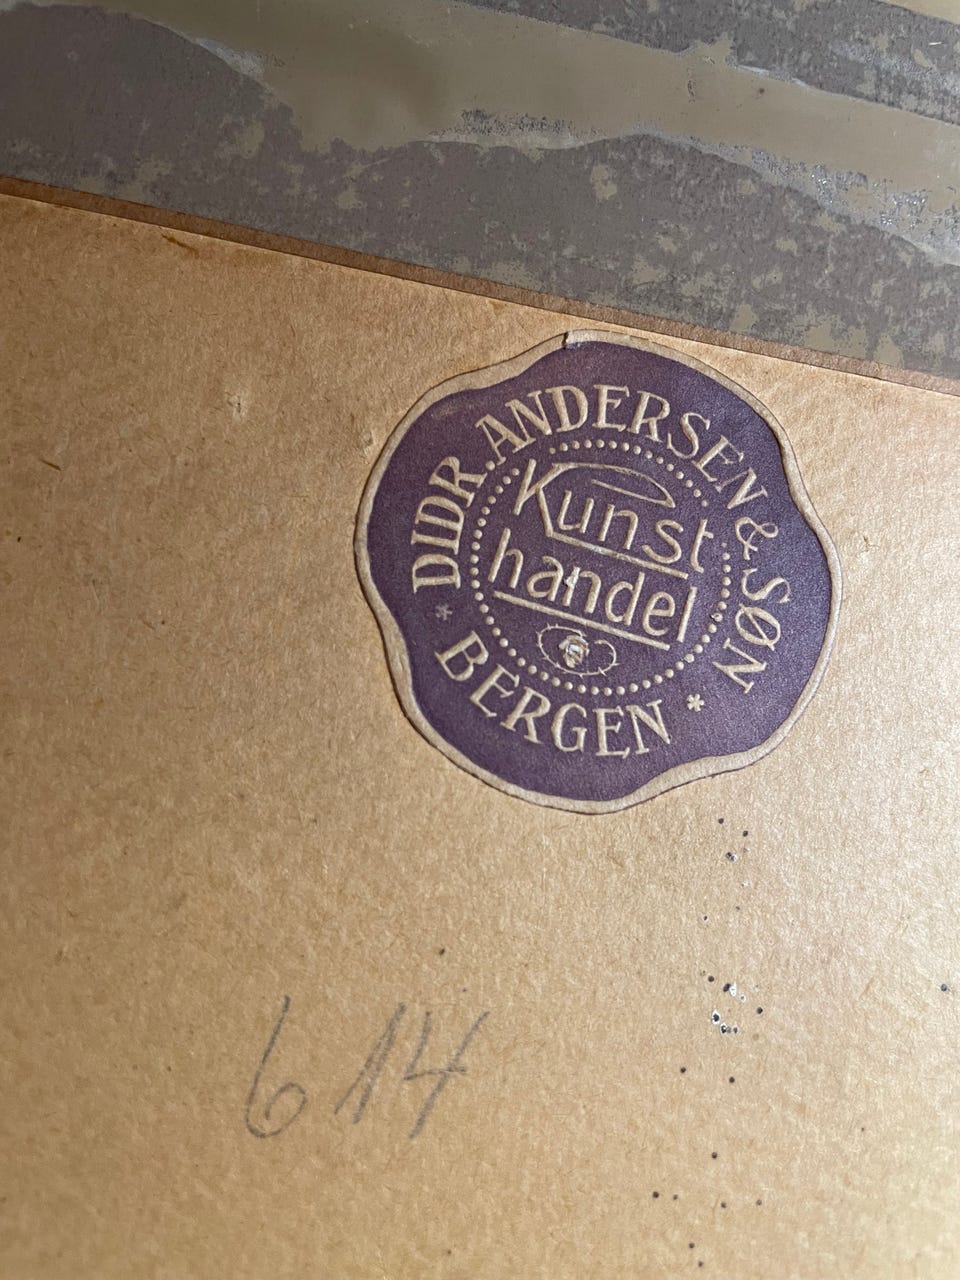 DIDR. ANDERSEN & SØN
Kunst
handel
* BERGEN *
614